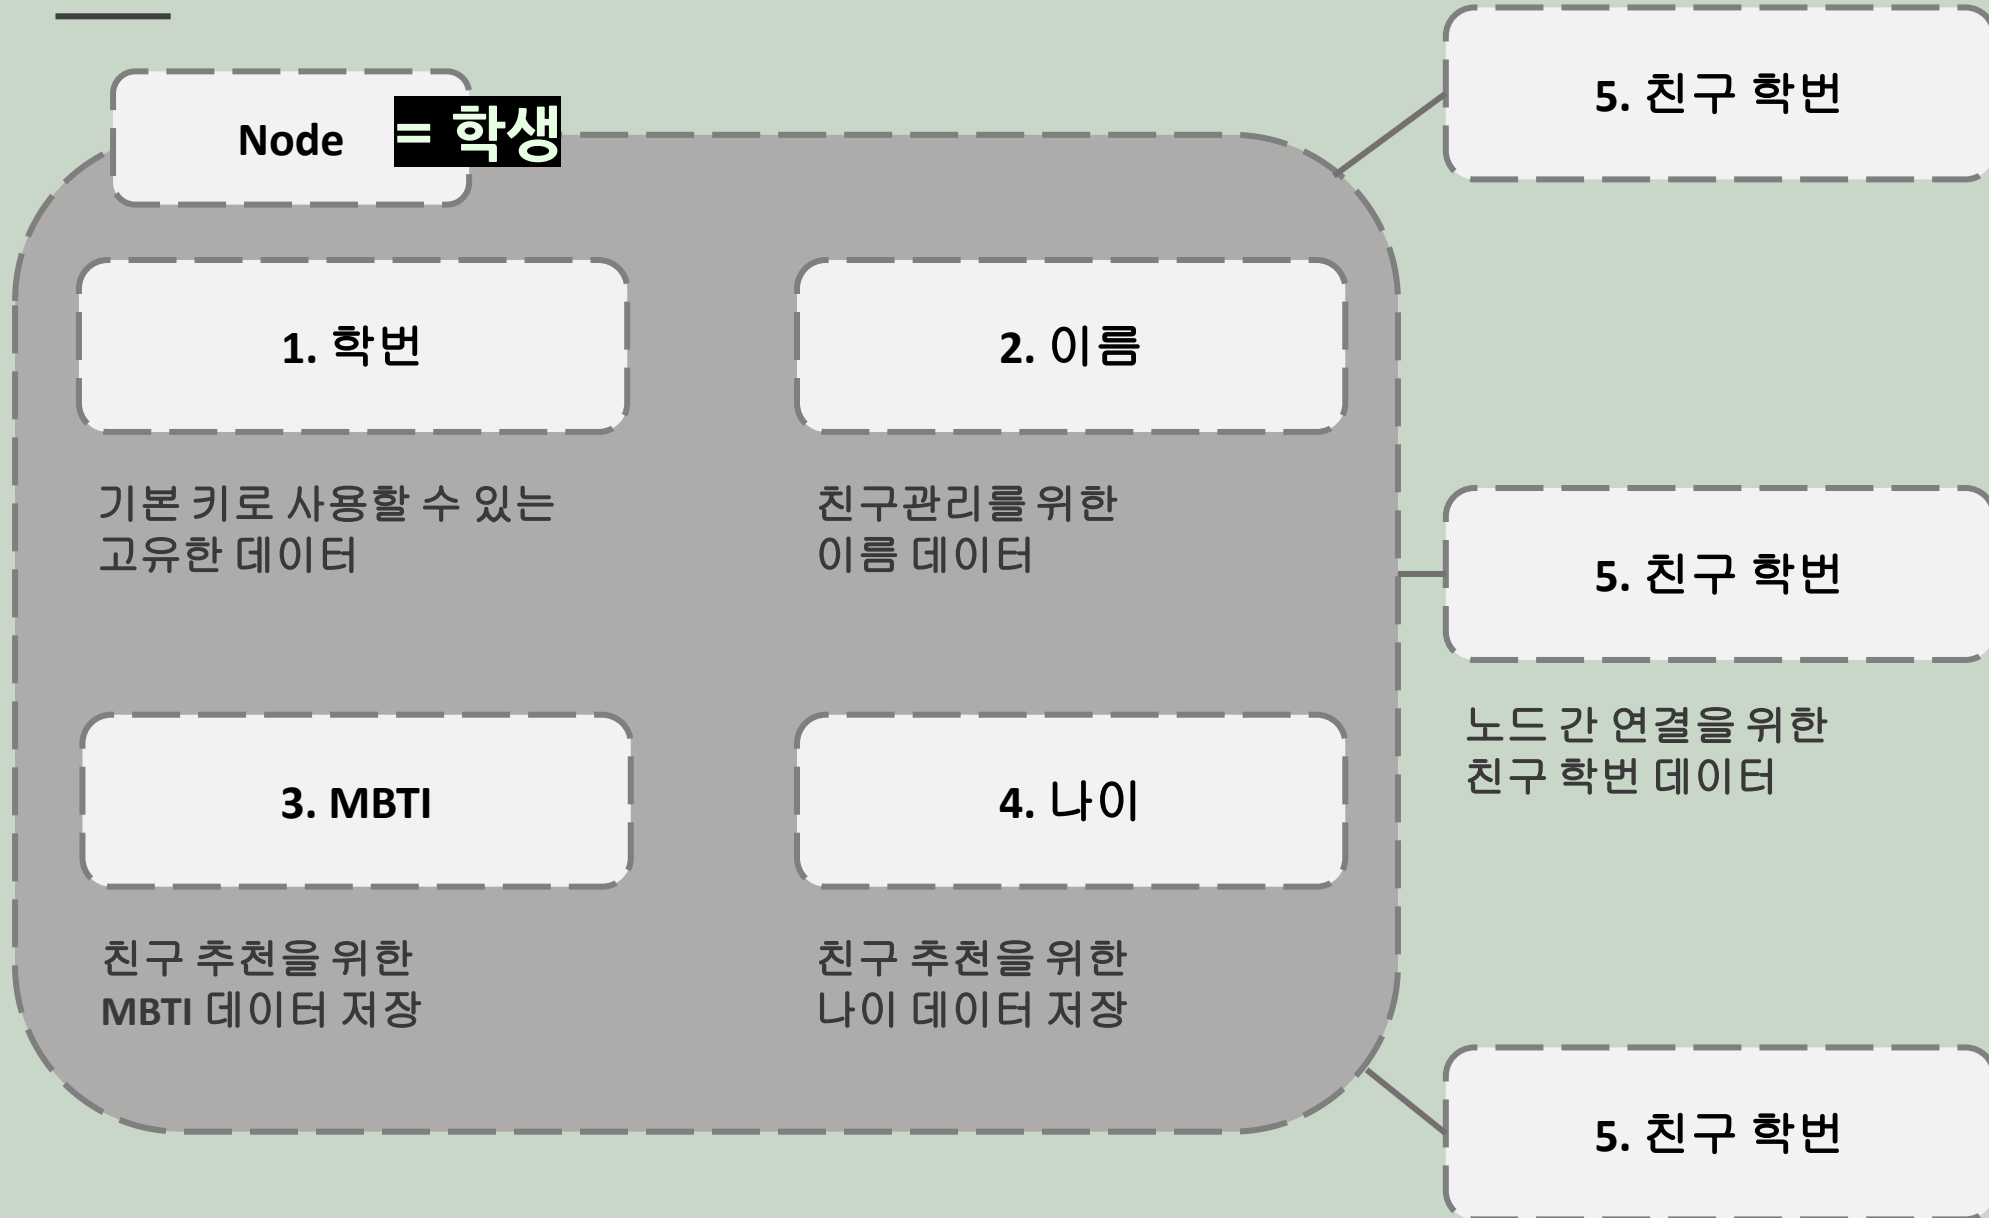 Node = 학생
1. 학번
기본 키로 사용할 수 있는
고유한 데이터
2. 이름
친구관리를 위한
이름 데이터
3. MBTI
친구 추천을 위한
MBTI 데이터 저장
4. 나이
친구 추천을 위한
나이 데이터 저장
5. 친구 학번
5. 친구 학번
노드 간 연결을 위한
친구 학번 데이터
5. 친구 학번